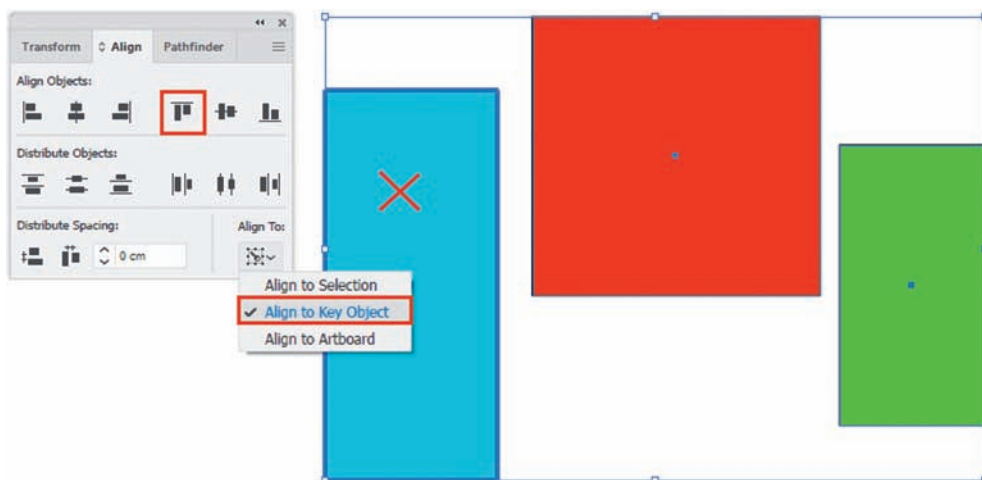 Transform Align Pathfinder
Align Objects:
Distribute Objects:
Distribute Spacing: Align To:
0 cm
Align to Selection
Align to Key Object
Align to Artboard